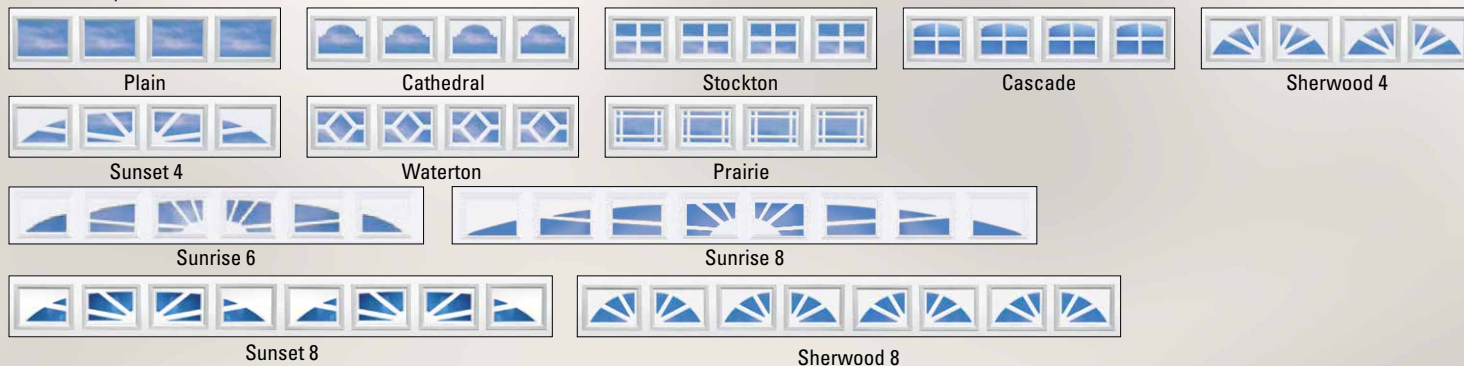 Plain
Cathedral
Stockton
Cascade
Sherwood 4
Sunset 4
Waterton
Prairie
Sunrise 6
Sunrise 8
Sunset 8
Sherwood 8